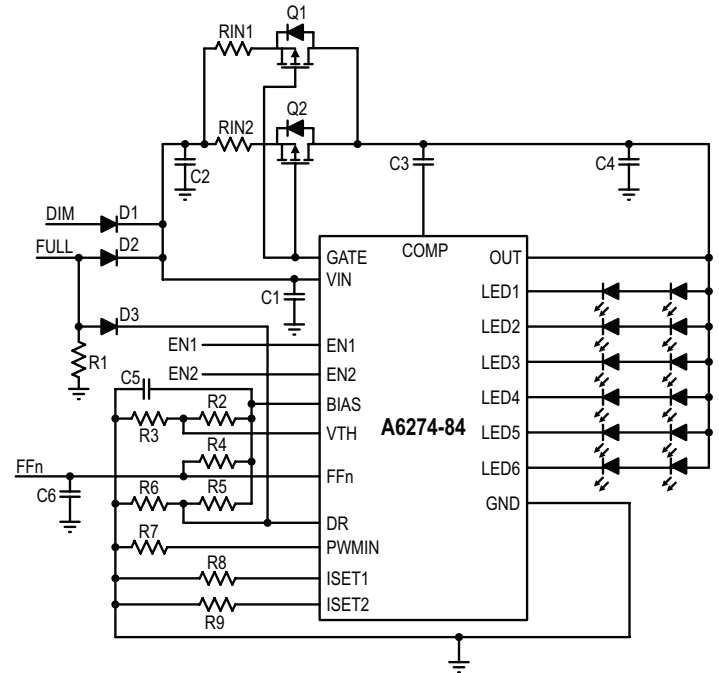 Q1
RIN1
Q2
RIN2
C2
C3
C4
DIM
D1
FULL
D2
GATE
COMP
OUT
VIN
C1
LED1
D3
LED2
R1
EN1
EN1
LED3
EN2
EN2
C5
BIAS
LED4
R3
R2
A6274-84
VTH
LED5
R4
FFn
FFn
LED6
C6
R6
R5
GND
DR
R7
PWMIN
R8
ISET1
ISET2
R9